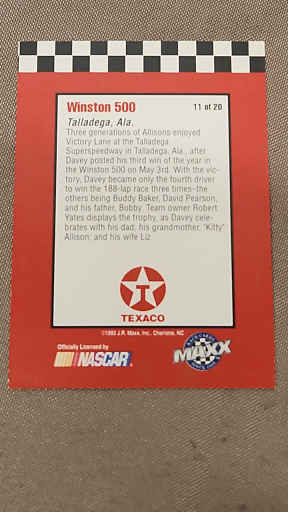 Winston 500
11 of 20
Talladega, Ala.
Three generations of Allisons enjoyed
Victory Lane at the Talladega
Superspeedway in Talladega, Ala., after
Davey posted his third win of the year in
the Winston 500 on May 3rd. With the vic-
tory, Davey became only the fourth driver
to win the 188-lap race three times–the
others being Buddy Baker, David Pearson,
and his father, Bobby. Team owner Robert
Yates displays the trophy, as Davey cele-
brates with his dad; his grandmother, "Kitty"
Allison; and his wife Liz
T
TEXACO
©1992 J.R. Maxx, Inc., Charlotte, NC
Officially Licensed by
NASCAR
MAXX